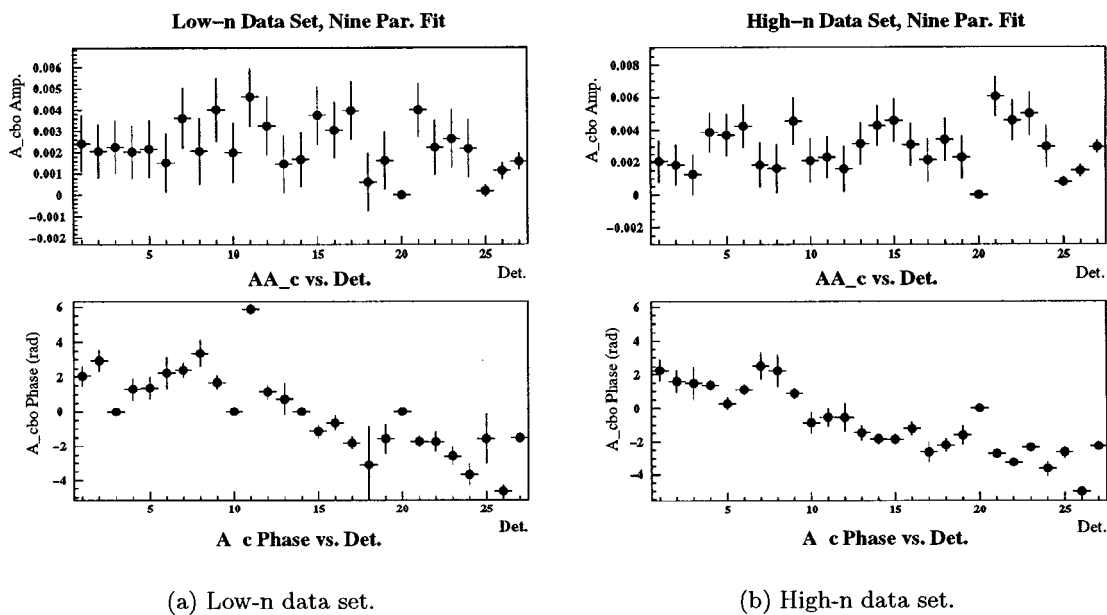 Low–n Data Set, Nine Par. Fit
A_cbo Amp.
0.006
0.005
0.004
0.003
0.002
0.001
0
−0.001
−0.002
5 10 15 20 25
Det.
AA_c vs. Det.
A_cbo Phase (rad)
6
4
2
0
−2
−4
5 10 15 20 25
Det.
A_c Phase vs. Det.
(a) Low-n data set.
High–n Data Set, Nine Par. Fit
A_cbo Amp.
0.008
0.006
0.004
0.002
0
−0.002
5 10 15 20 25
Det.
AA_c vs. Det.
A_cbo Phase (rad)
6
4
2
0
−2
−4
5 10 15 20 25
Det.
A_c Phase vs. Det.
(b) High-n data set.